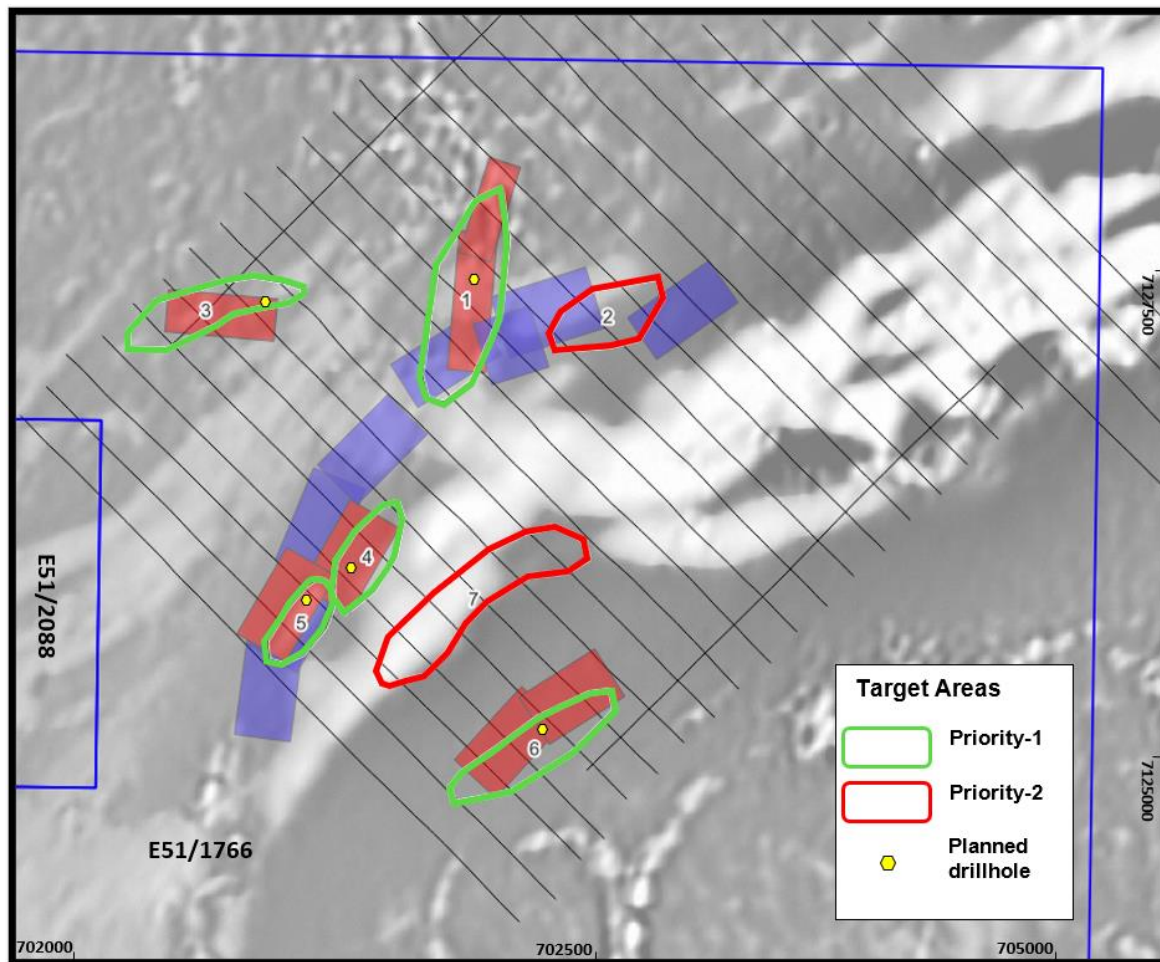 1
2
3
4
5
7
6
7127500
E51/2088
Target Areas
Priority-1
Priority-2
Planned
drillhole
7125000
E51/1766
702000
702500
705000